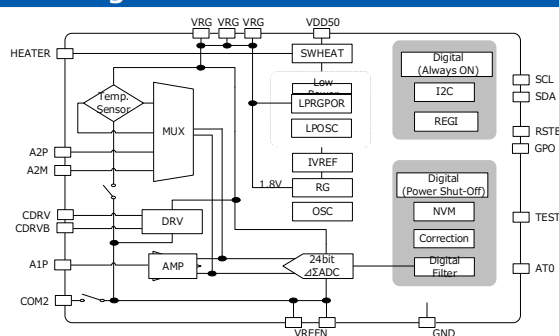 VRG VRG VRG VDD50
HEATER
SWHEAT
Digital
(Always ON)
Low
LPRGPOR
I2C
SCL
Temp.
Sensor
SDA
MUX
LPOSC
REGI
RSTB
GPO
A2P
A2M
IVREF
1.8V
RG
Digital
(Power Shut-Off)
OSC
NVM
CDRV
CDRVB
DRV
TEST
Correction
A1P
AMP
24bit
⊿ΣADC
Digital
Filter
AT0
COM2
VREFN
GND